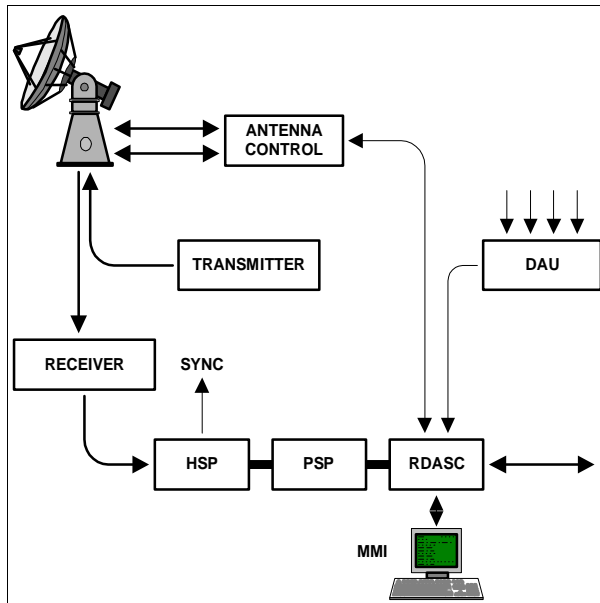 ANTENNA
CONTROL
TRANSMITTER
DAU
RECEIVER
SYNC
HSP
PSP
RDASC
MMI